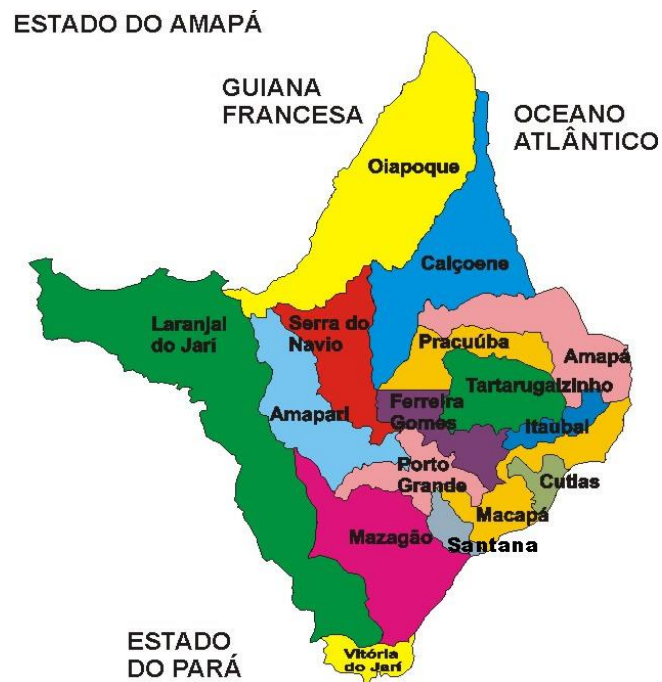 ESTADO DO AMAPÁ
GUIANA
FRANCESA
OCEANO
ATLÂNTICO
Oiapoque
Calçoene
Laranjal
do Jarí
Serra do
Navio
Pracuúba
Amapá
Tartarugalzinho
Ferreira
Gomes
Amapari
Itaubal
Porto
Grande
Cutias
Macapá
Mazagão
Santana
ESTADO
DO PARÁ
Vitória
do Jarí